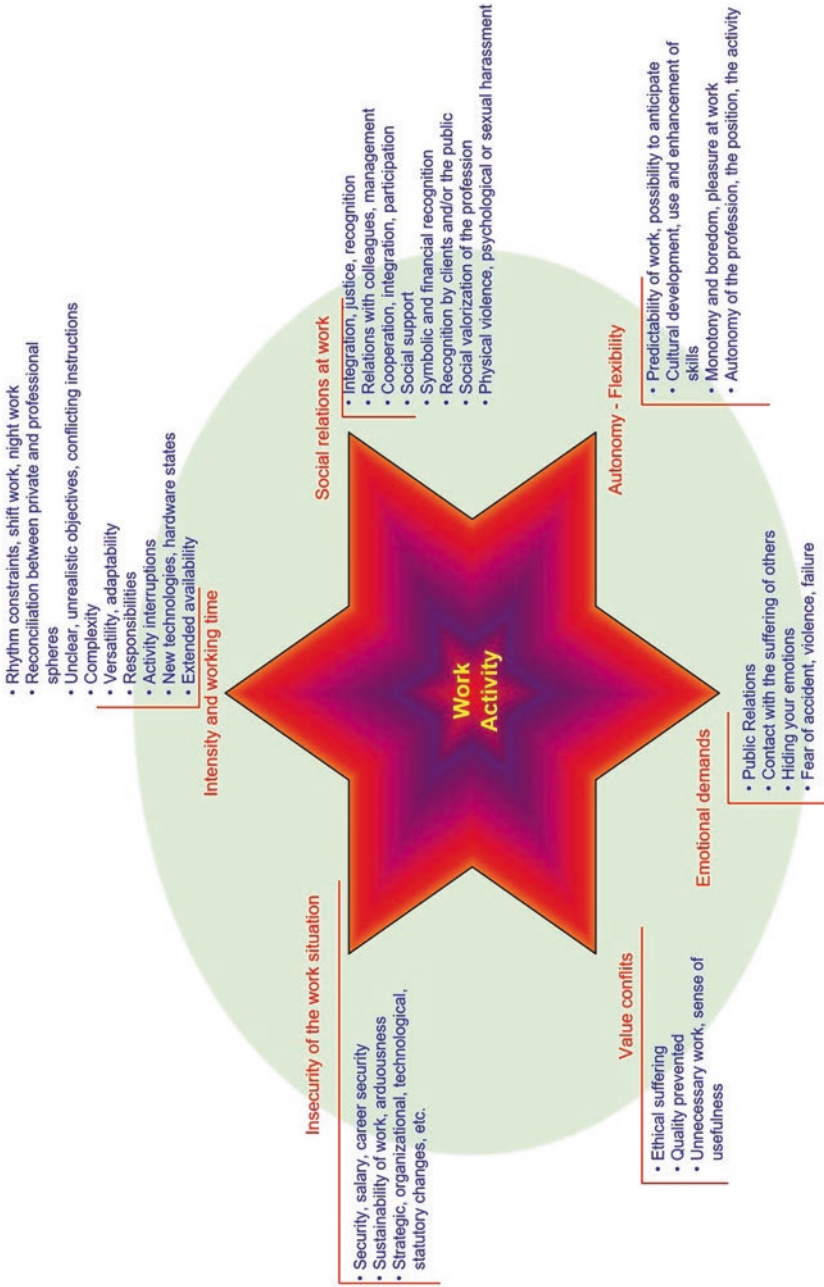 • Rhythm constraints, shift work, night work
• Reconciliation between private and professional
spheres
• Unclear, unrealistic objectives, conflicting instructions
• Complexity
• Versatility, adaptability
• Responsibilities
• Activity interruptions
• New technologies, hardware states
• Extended availability
Intensity and working time
Insecurity of the work situation
• Security, salary, career security
• Sustainability of work, arduousness
• Strategic, organizational, technological,
statutory changes, etc.
Social relations at work
• Integration, justice, recognition
• Relations with colleagues, management
• Cooperation, integration, participation
• Social support
• Symbolic and financial recognition
• Recognition by clients and/or the public
• Social valorization of the profession
• Physical violence, psychological or sexual harassment
Work
Activity
Value conflits
• Ethical suffering
• Quality prevented
• Unnecessary work, sense of
usefulness
Emotional demands
• Public Relations
• Contact with the suffering of others
• Hiding your emotions
• Fear of accident, violence, failure
Autonomy - Flexibility
• Predictability of work, possibility to anticipate
• Cultural development, use and enhancement of
skills
• Monotony and boredom, pleasure at work
• Autonomy of the profession, the position, the activity